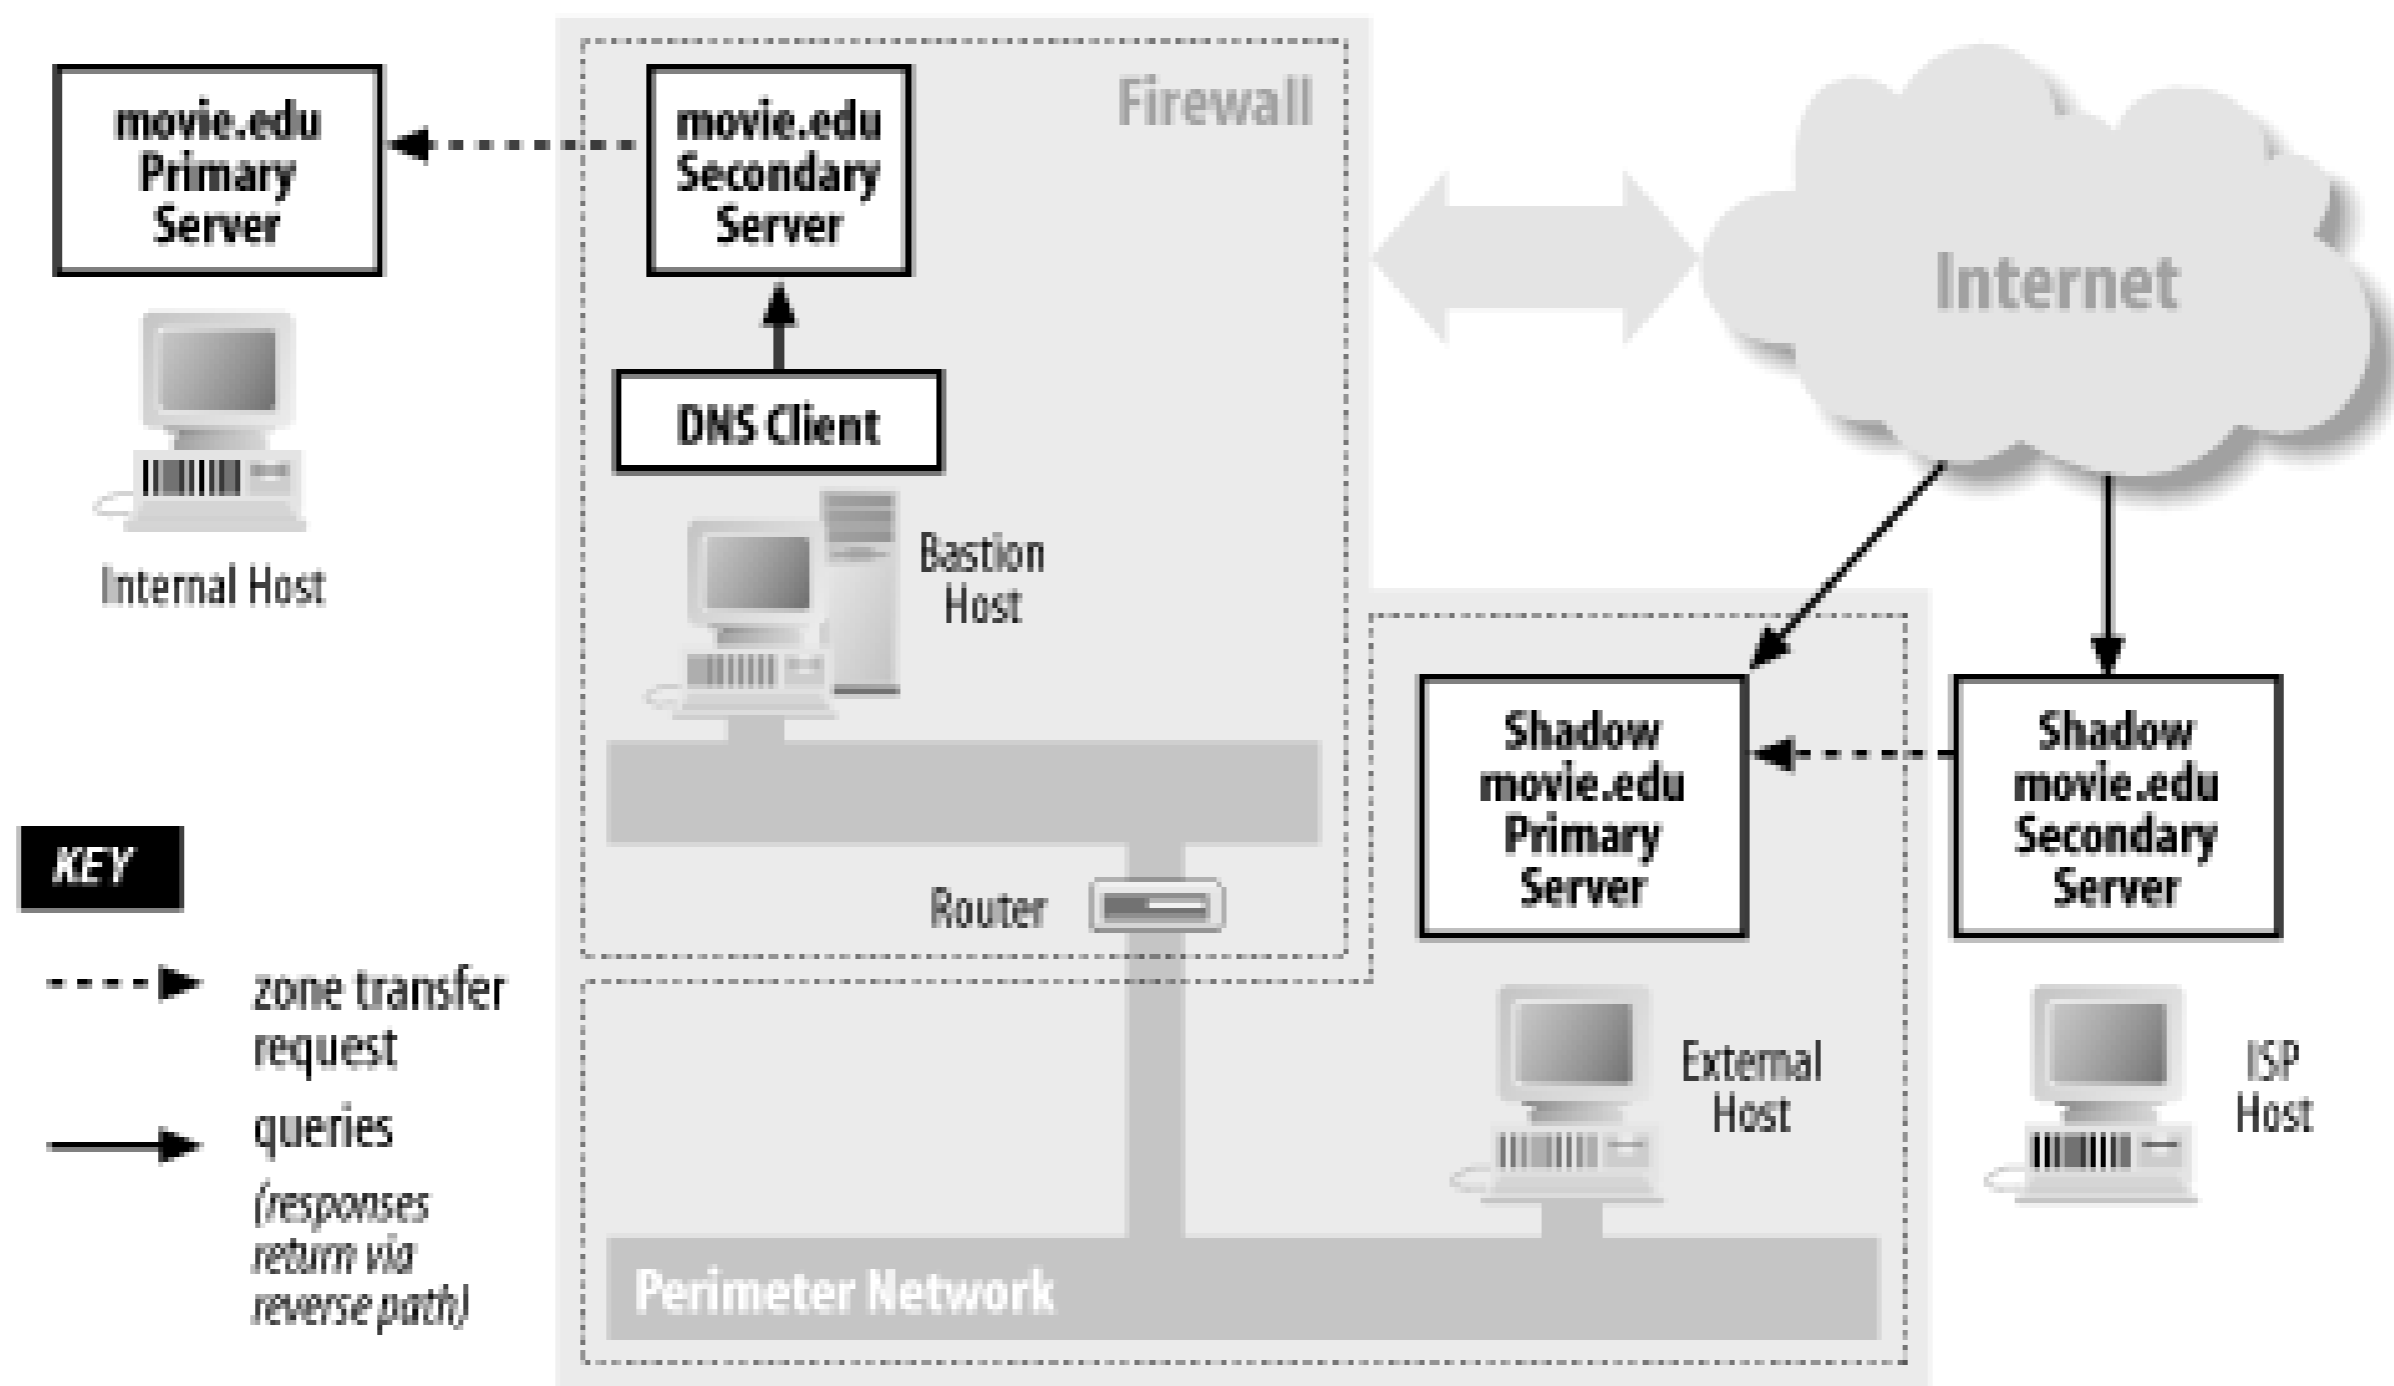 movie.edu
Primary
Server
movie.edu
Secondary
Server
Firewall
Internet
DNS Client
Internal Host
Bastion
Host
Router
Shadow
movie.edu
Primary
Server
Shadow
movie.edu
Secondary
Server
External
Host
ISP
Host
Perimeter Network
KEY
zone transfer
request
queries
(responses
return via
reverse path)